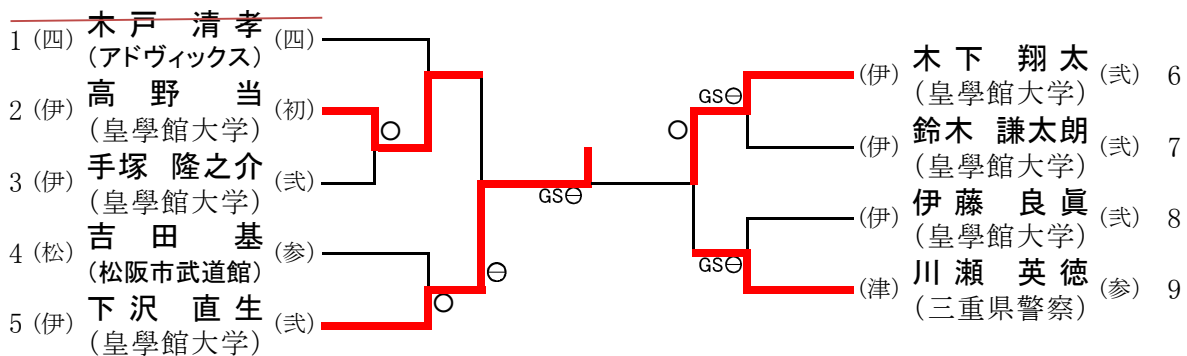 1 (四) 木戸 清孝 (四)
(アドヴィックス)
2 (伊) 高野 当 (初)
(皇學館大学)
3 (伊) 手塚 隆之介 (弐)
(皇學館大学)
4 (松) 吉田 基 (参)
(松阪市武道館)
5 (伊) 下沢 直生 (弐)
(皇學館大学)
○
○
⊖
GS⊖
○
GS⊖
GS⊖
(伊) 木下 翔太 (弐) 6
(皇學館大学)
(伊) 鈴木 謙太朗 (弐) 7
(皇學館大学)
(伊) 伊藤 良眞 (弐) 8
(皇學館大学)
(津) 川瀬 英徳 (参) 9
(三重県警察)